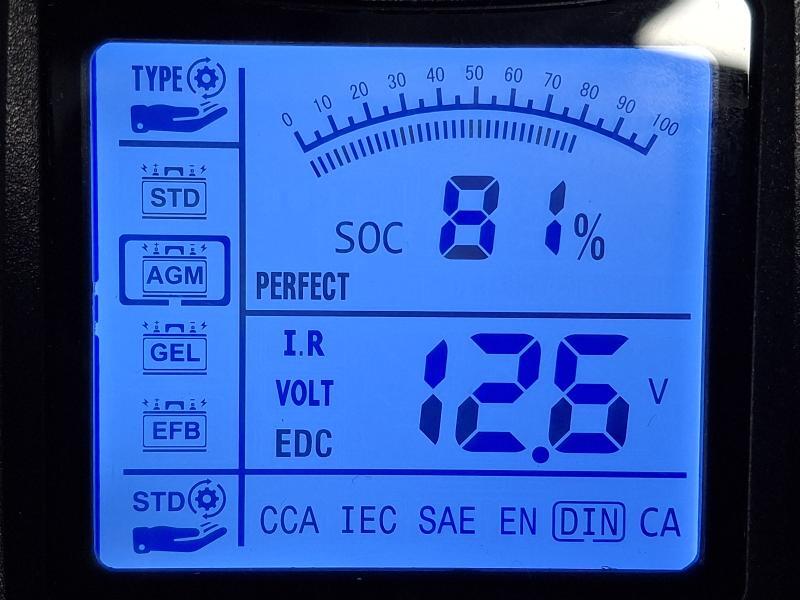 TYPE
0 10 20 30 40 50 60 70 80 90 100
STD
SOC 81%
AGM
PERFECT
GEL
I.R
VOLT 12.6 V
EFB
EDC
STD
CCA IEC SAE EN DIN CA